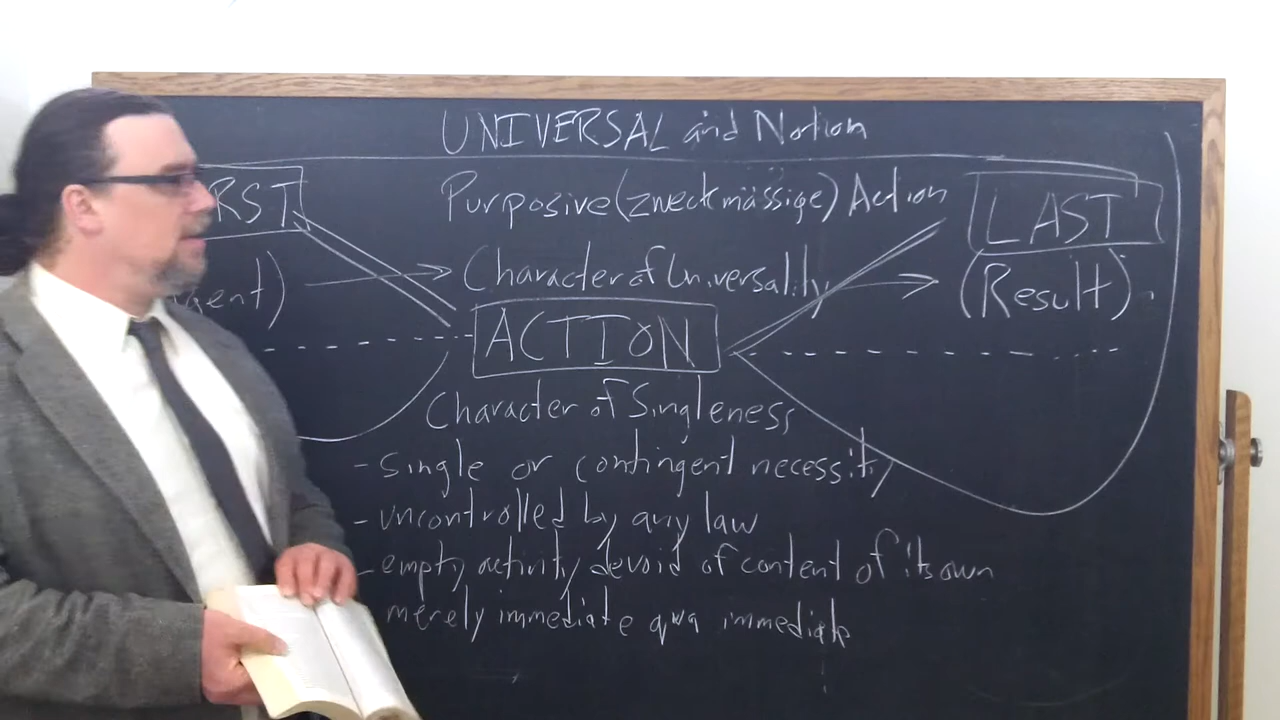 UNIVERSAL and Notion
RST
Purposive (zweckmässige) Action
LAST
gent)
Character of Universality
(Result)
ACTION
Character of Singleness
- single or contingent necessity
- uncontrolled by any law
- empty activity devoid of content of its own
merely immediate qua immediate